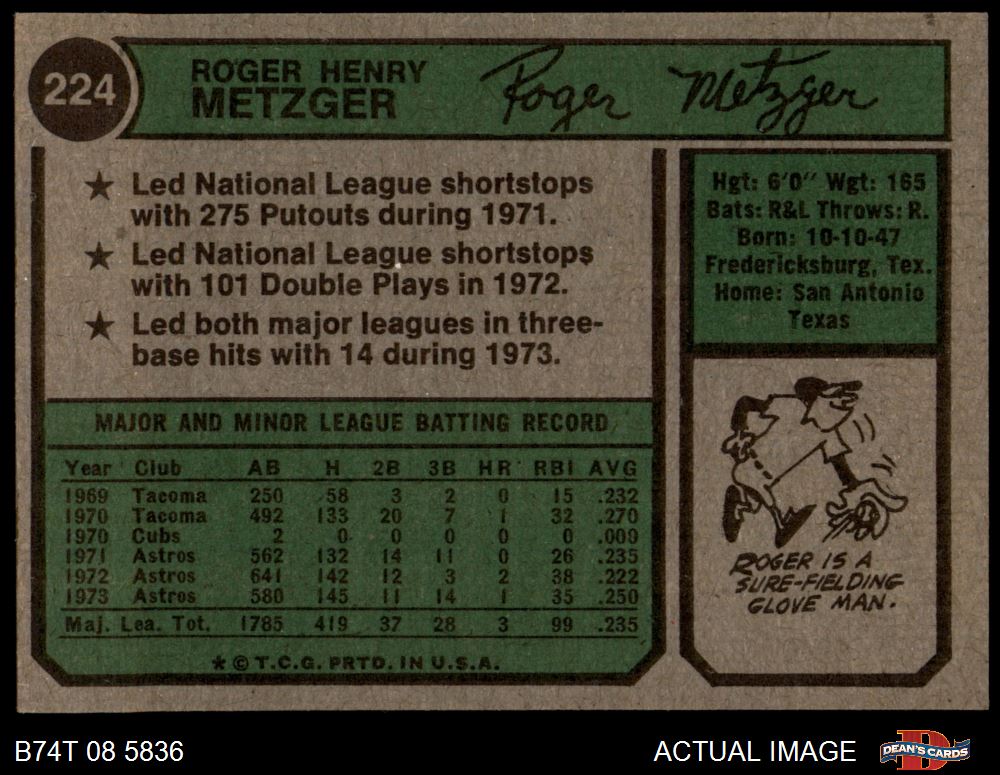 224
ROGER HENRY
METZGER
Roger Metzger
★ Led National League shortstops
with 275 Putouts during 1971.
★ Led National League shortstops
with 101 Double Plays in 1972.
★ Led both major leagues in three-
base hits with 14 during 1973.
Hgt: 6'0" Wgt: 165
Bats: R&L Throws: R.
Born: 10-10-47
Fredericksburg, Tex.
Home: San Antonio
Texas
MAJOR AND MINOR LEAGUE BATTING RECORD
Year Club AB H 2B 3B HR RBI AVG
1969 Tacoma 250 58 3 2 0 15 .232
1970 Tacoma 492 133 20 7 1 32 .270
1970 Cubs 2 0 0 0 0 0 .000
1971 Astros 562 132 14 11 0 26 .235
1972 Astros 641 142 12 3 2 38 .222
1973 Astros 580 145 11 14 1 35 .250
Maj. Lea. Tot. 1785 419 37 28 3 99 .235
★ © T.C.G. PRTD. IN U.S.A.
ROGER IS A
SURE-FIELDING
GLOVE MAN.
B74T 08 5836
ACTUAL IMAGE
D
DEAN'S CARDS